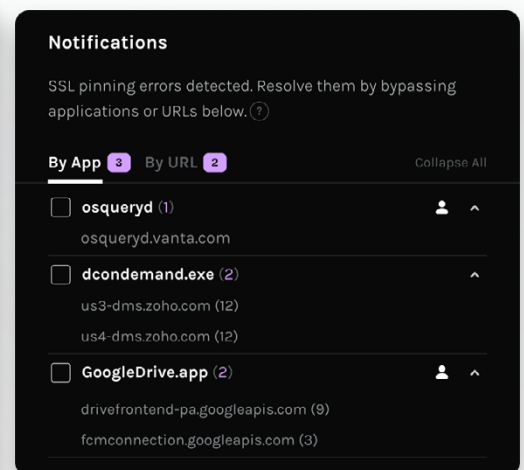 Notifications
SSL pinning errors detected. Resolve them by bypassing
applications or URLs below. ?
By App 3 By URL 2 Collapse All
osqueryd (1)
osqueryd.vanta.com
dcondemand.exe (2)
us3-dms.zoho.com (12)
us4-dms.zoho.com (12)
GoogleDrive.app (2)
drivefrontend-pa.googleapis.com (9)
fcmconnection.googleapis.com (3)